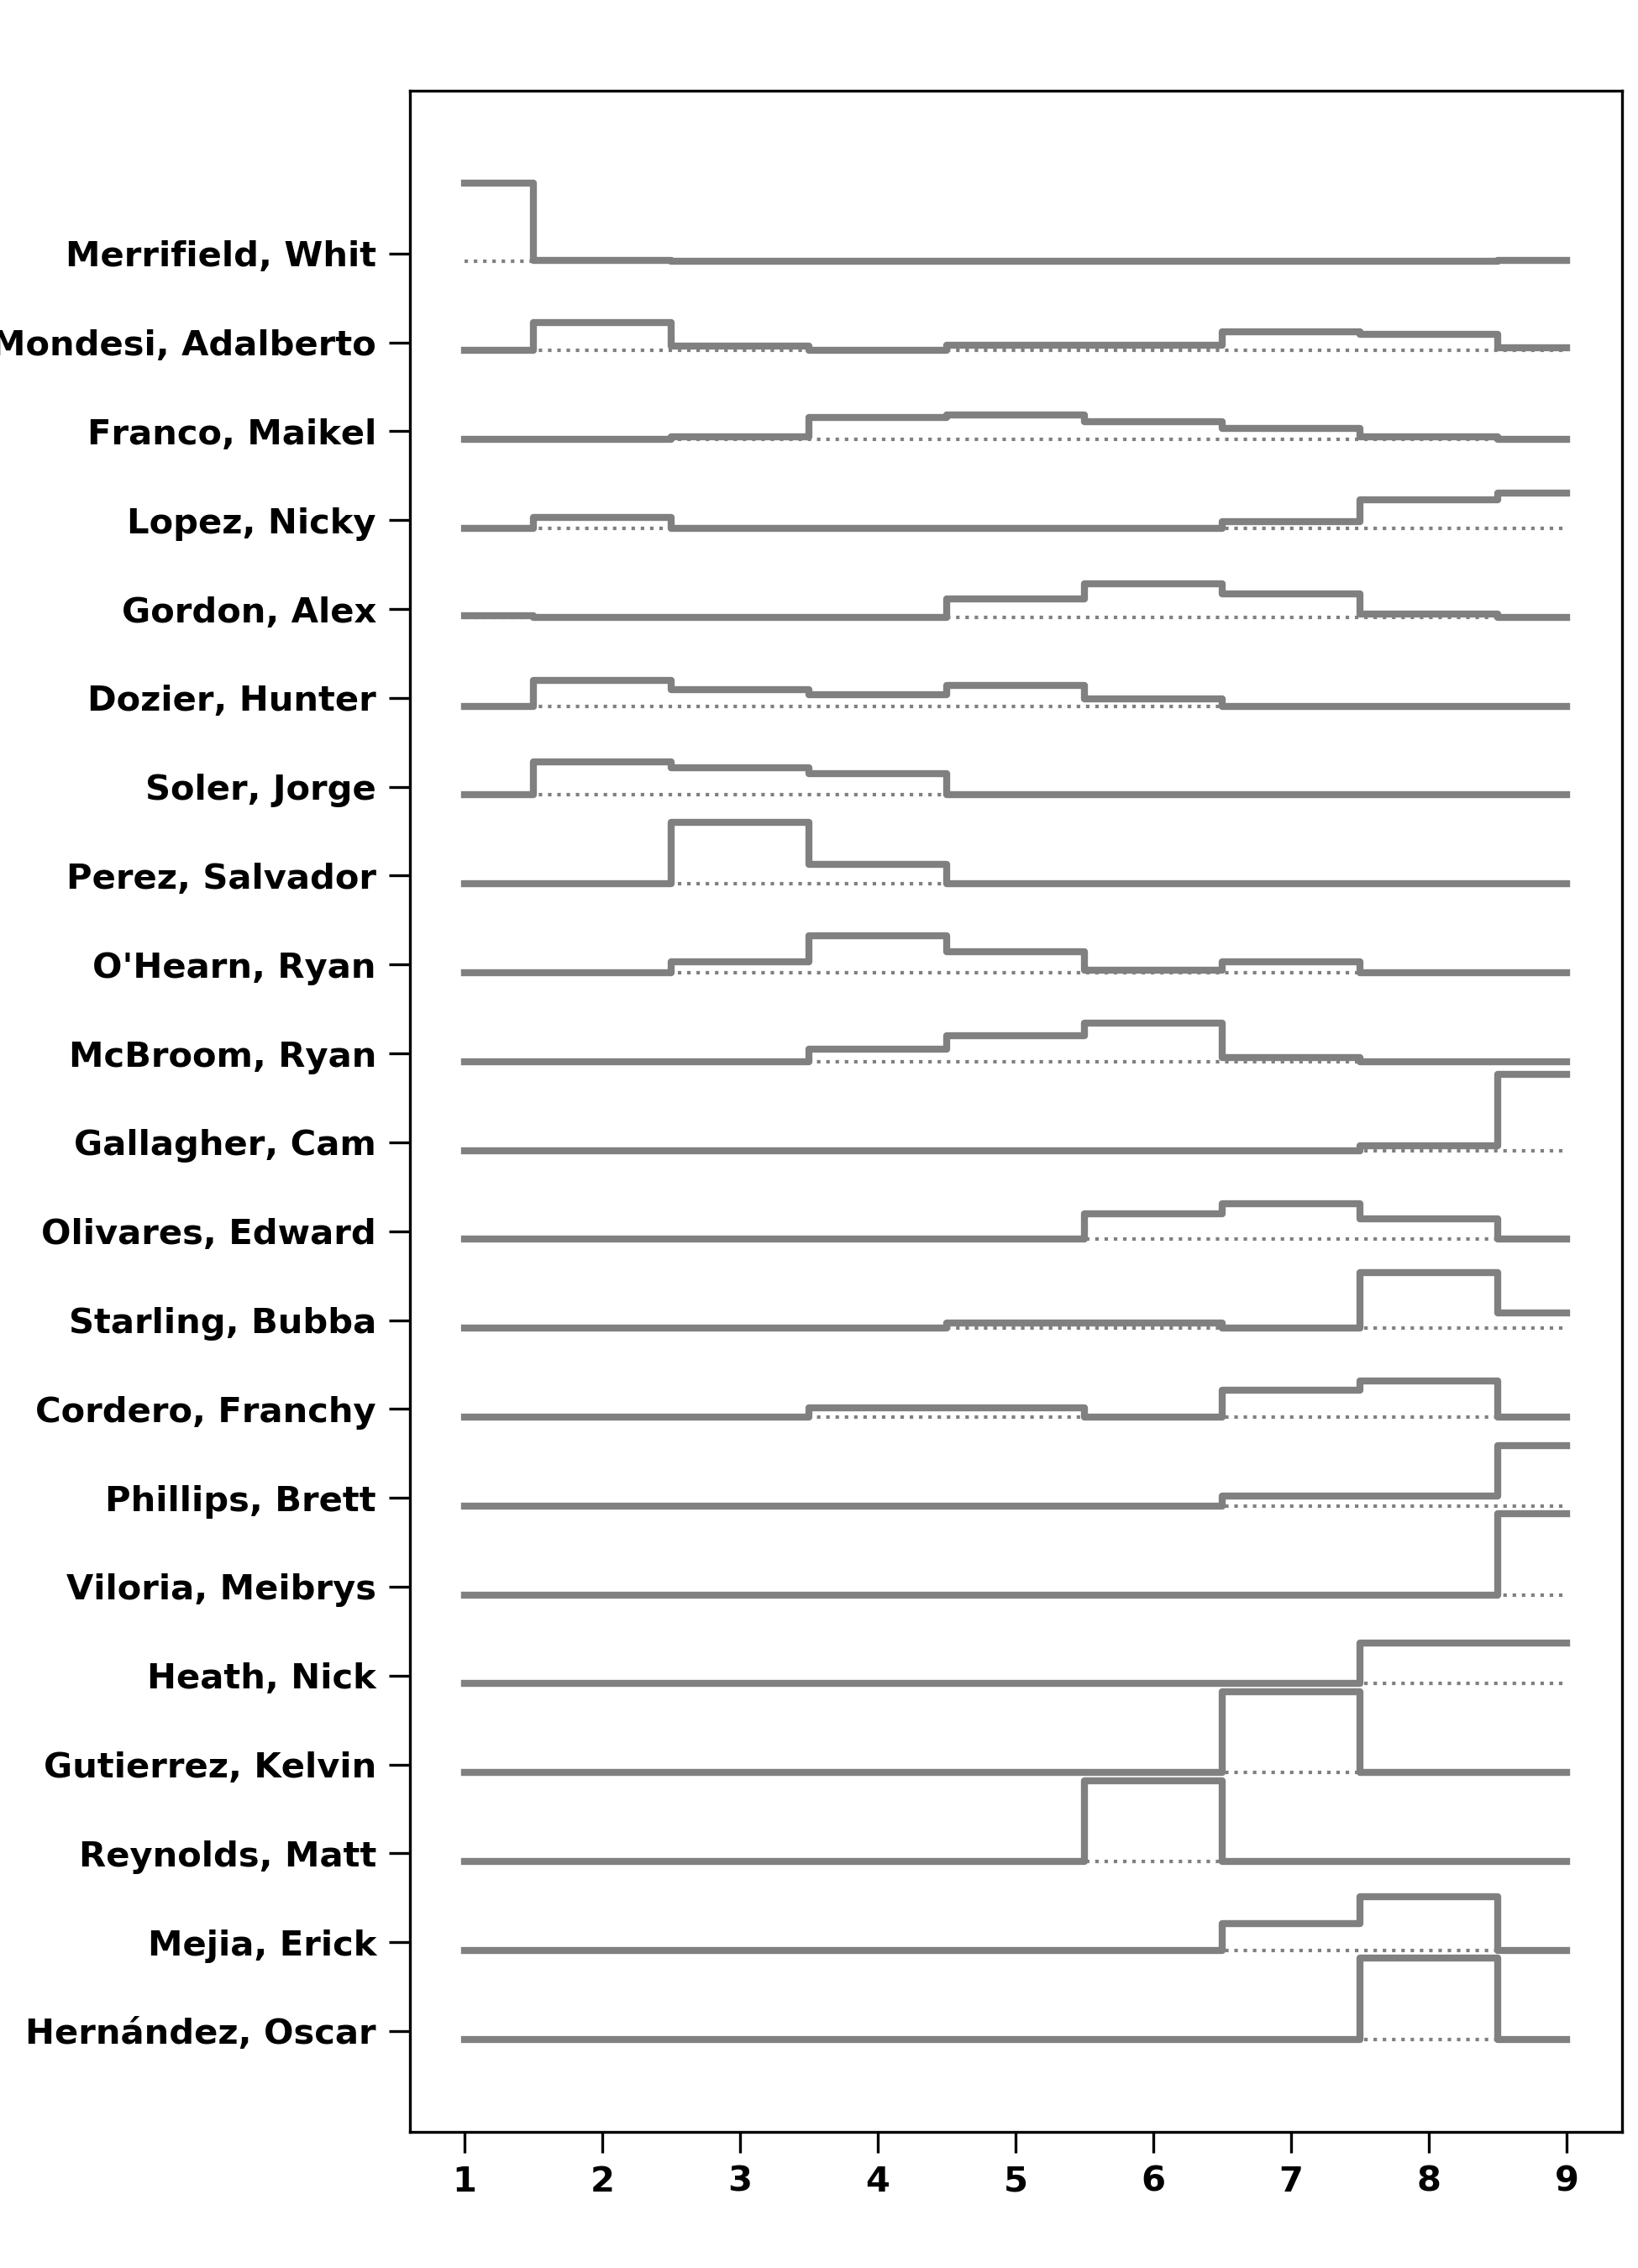 Merrifield, Whit
Mondesi, Adalberto
Franco, Maikel
Lopez, Nicky
Gordon, Alex
Dozier, Hunter
Soler, Jorge
Perez, Salvador
O'Hearn, Ryan
McBroom, Ryan
Gallagher, Cam
Olivares, Edward
Starling, Bubba
Cordero, Franchy
Phillips, Brett
Viloria, Meibrys
Heath, Nick
Gutierrez, Kelvin
Reynolds, Matt
Mejia, Erick
Hernández, Oscar
1 2 3 4 5 6 7 8 9